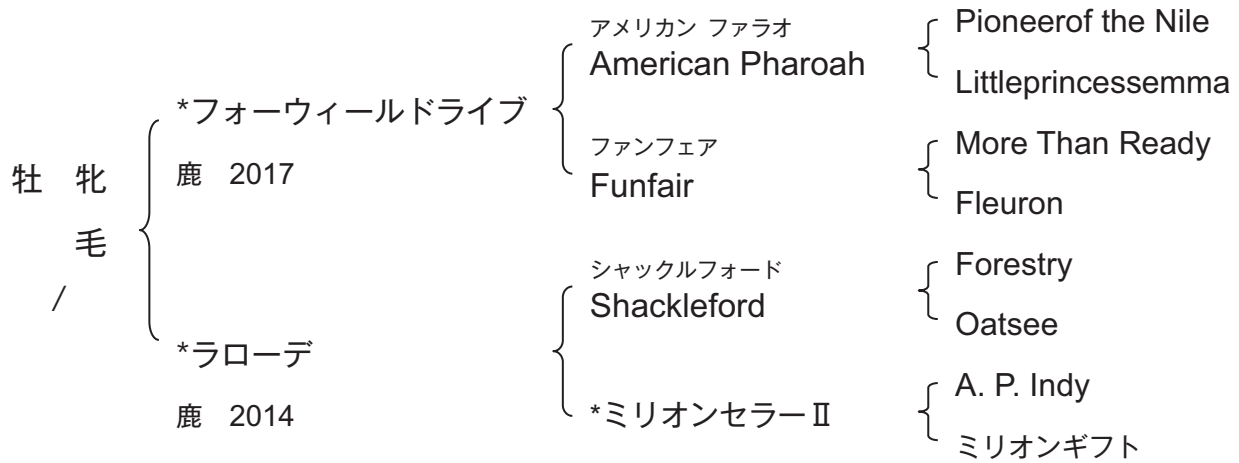 牡 牝
毛
/
*フォーウィールドライブ
鹿 2017
アメリカン ファラオ
American Pharoah
Pioneerof the Nile
Littleprincessemma
ファンフェア
Funfair
More Than Ready
Fleuron
*ラローデ
鹿 2014
シャックルフォード
Shackleford
Forestry
Oatsee
*ミリオンセラーⅡ
A. P. Indy
ミリオンギフト